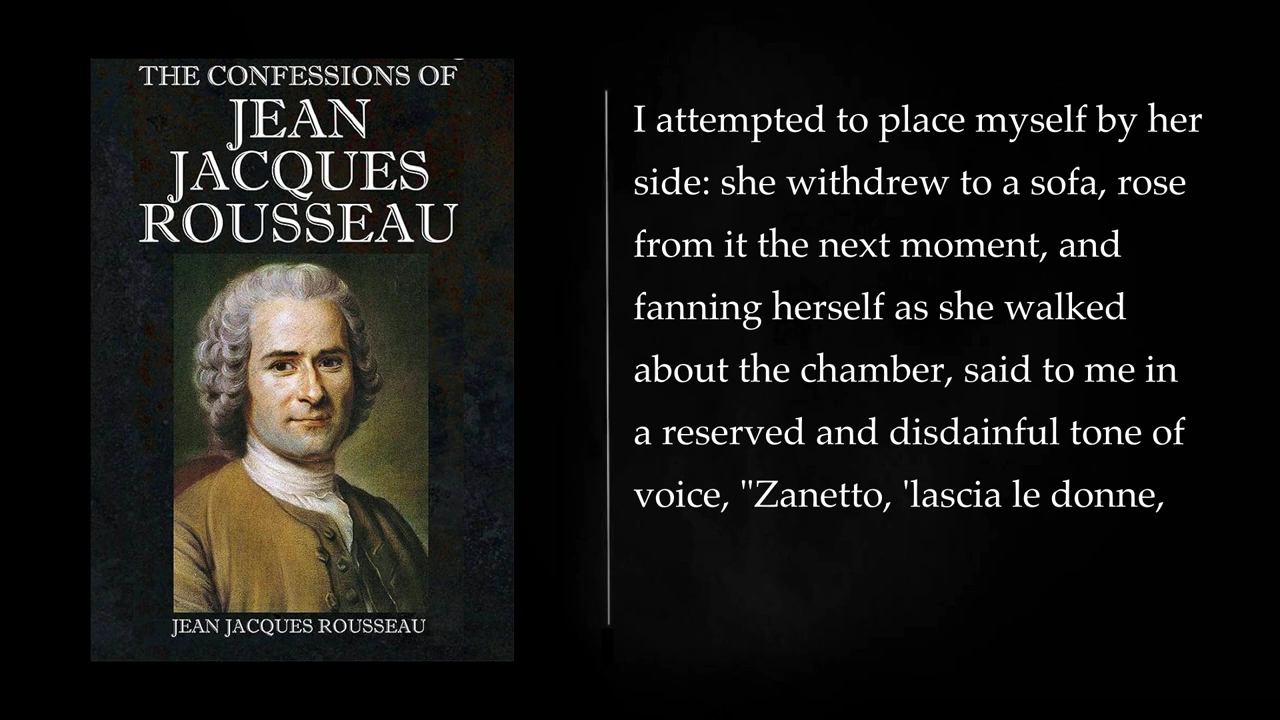 THE CONFESSIONS OF
JEAN
JACQUES
ROUSSEAU
JEAN JACQUES ROUSSEAU
I attempted to place myself by her
side: she withdrew to a sofa, rose
from it the next moment, and
fanning herself as she walked
about the chamber, said to me in
a reserved and disdainful tone of
voice, "Zanetto, 'lascia le donne,